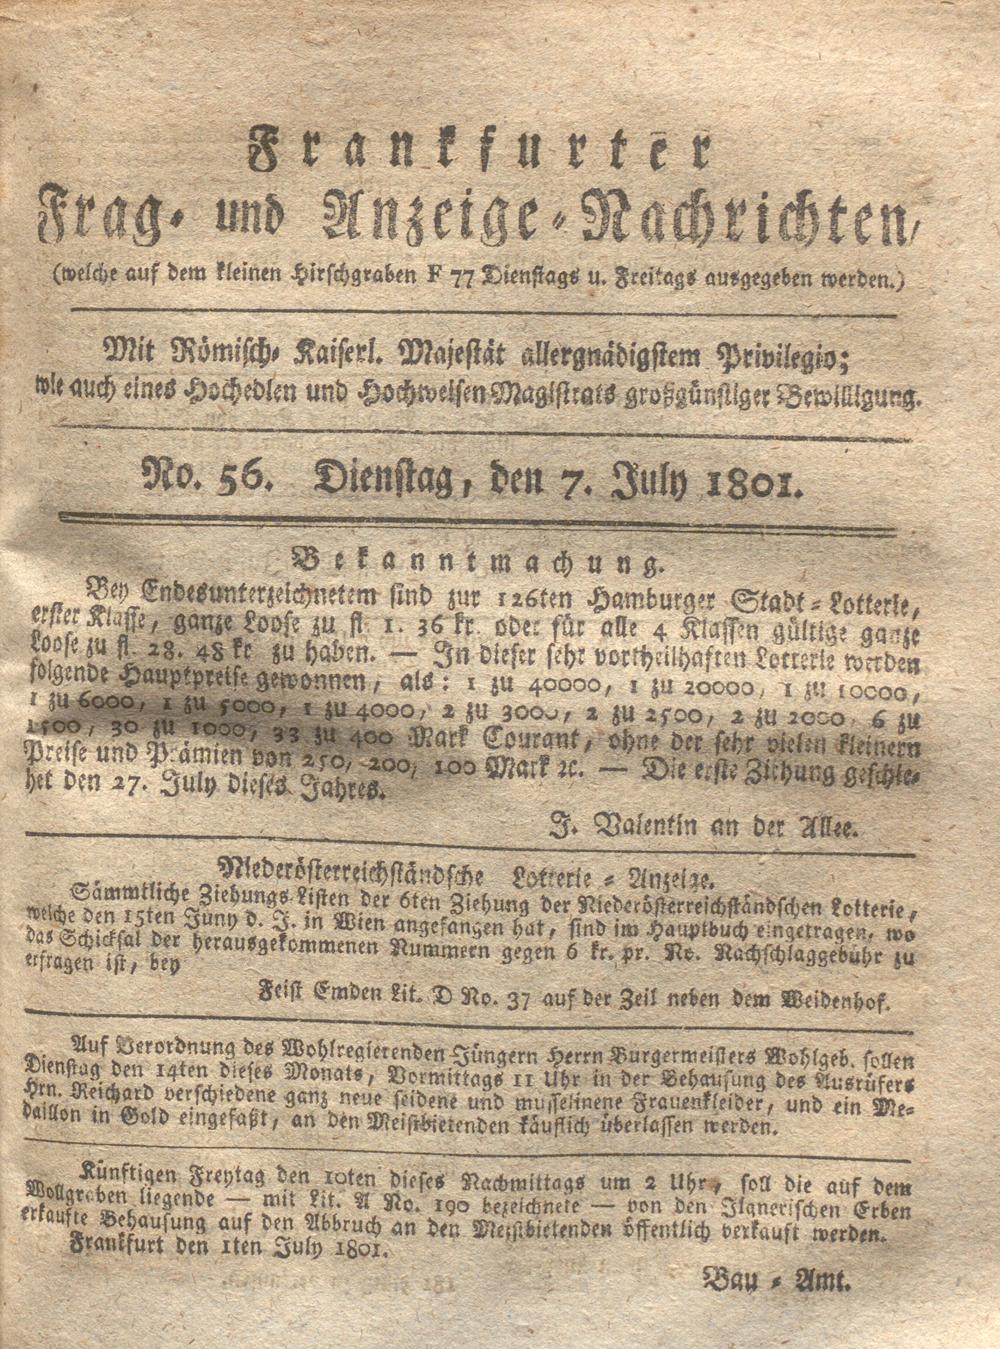 Frankfurter
Frag- und Anzeige-Nachrichten,
(welche auf dem kleinen Hirschgraben F 77 Dienstags u. Freitags ausgegeben werden.)
Mit Römisch- Kaiserl. Majestät allergnädigstem Privilegio;
wie auch eines Hochedlen und Hochweisen Magistrats großgünstiger Bewilligung.
No. 56. Dienstag, den 7. July 1801.
Bekanntmachung.
Bey Endesunterzeichnetem sind zur 126ten Hamburger Stadt-Lotterie,
erster Klasse, ganze Loose zu fl. 1. 36 kr. oder für alle 4 Klassen gültige ganze
Loose zu fl. 28. 48 kr. zu haben. — In dieser sehr vortheilhaften Lotterie werden
folgende Hauptpreise gewonnen, als: 1 zu 40000, 1 zu 20000, 1 zu 10000,
1 zu 6000, 1 zu 5000, 1 zu 4000, 2 zu 3000, 2 zu 2500, 2 zu 2000, 6 zu
1500, 30 zu 1000, 33 zu 400 Mark Courant, ohne der sehr vielen kleinern
Preise und Prämien von 250, 200, 100 Mark ꝛc. — Die erste Ziehung geschie-
het den 27. July dieses Jahres.
J. Valentin an der Allee.
Niederösterreichständsche Lotterie-Anzeige.
Sämmtliche Ziehungs-Listen der 6ten Ziehung der Niederösterreichständschen Lotterie,
welche den 15ten Juny d. J. in Wien angefangen hat, sind im Hauptbuch eingetragen, wo
das Schicksal der herausgekommenen Nummern gegen 6 kr. pr. No. Nachschlaggebühr zu
erfragen ist, bey
Feist Emden Lit. D No. 37 auf der Zeil neben dem Weidenhof.
Auf Verordnung des Wohlregierenden Jüngern Herrn Burgermeisters Wohlgeb. sollen
Dienstag den 14ten dieses Monats, Vormittags 11 Uhr in der Behausung des Ausrüfers
Hrn. Reichard verschiedene ganz neue seidene und musselinene Frauenkleider, und ein Me-
daillon in Gold eingefaßt, an den Meistbietenden käuflich überlassen werden.
Künftigen Freytag den 10ten dieses Nachmittags um 2 Uhr, soll die auf dem
Wollgraben liegende — mit Lit. A No. 190 bezeichnete — von den Ilgnerischen Erben
erkaufte Behausung auf den Abbruch an den Meistbietenden öffentlich verkauft werden.
Frankfurt den 1ten July 1801.
Bau-Amt.